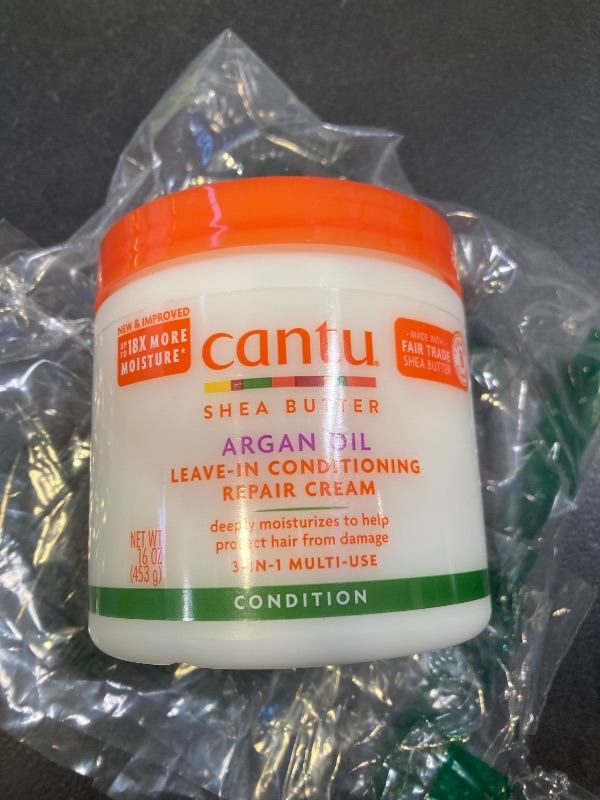 NEW & IMPROVED
UP TO 18X MORE
MOISTURE*
cantu
- MADE WITH -
FAIR TRADE
SHEA BUTTER
SHEA BUTTER
ARGAN OIL
LEAVE-IN CONDITIONING
REPAIR CREAM
deeply moisturizes to help
protect hair from damage
3-IN-1 MULTI-USE
NET WT
16 OZ
(453 g)
CONDITION